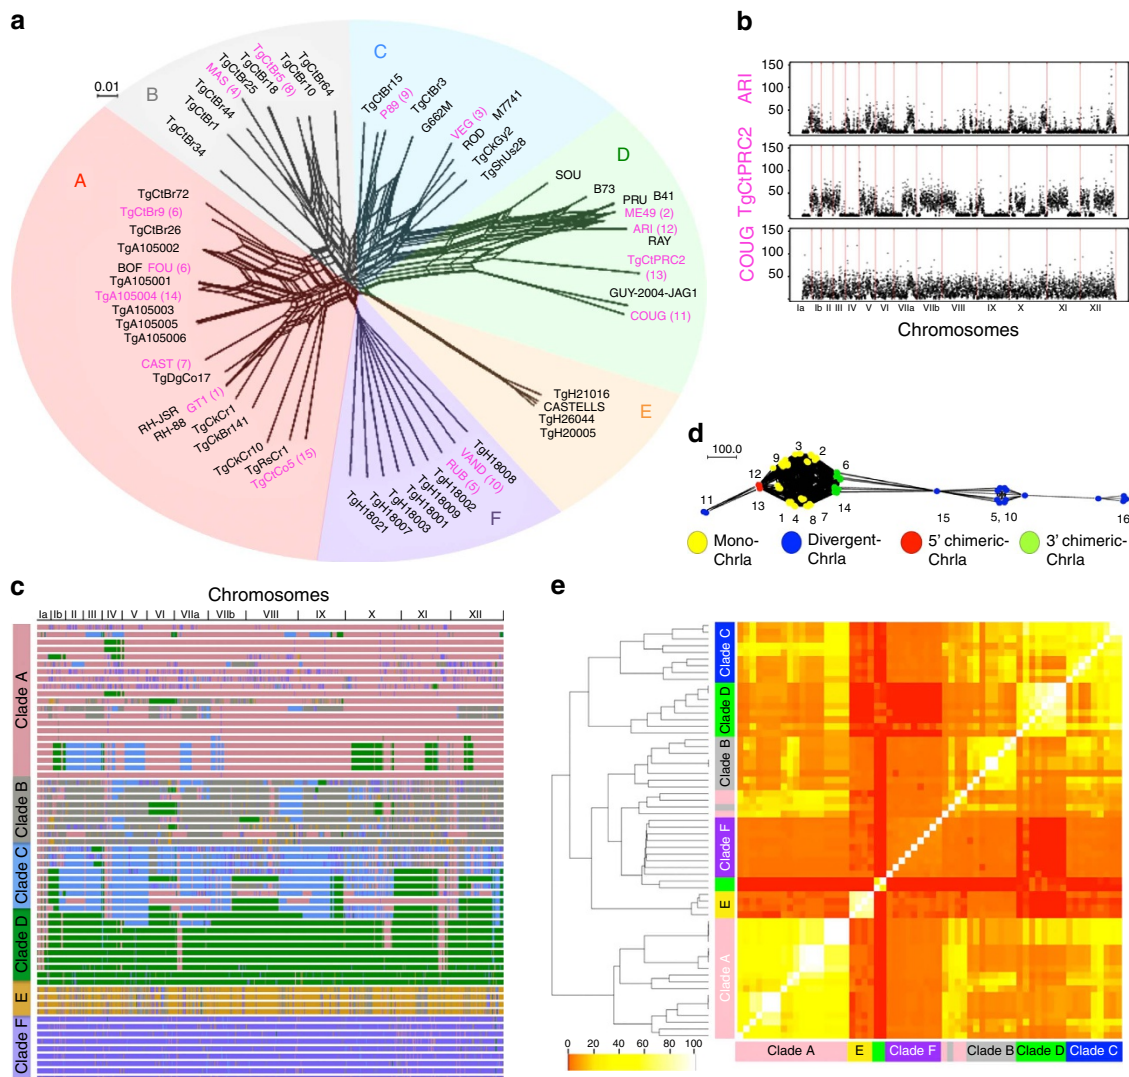 a
0.01
A
B
C
D
E
F
TgCtBr64
TgCtBr10
TgCtBr5 (8)
TgCtBr18
TgCtBr25
MAS (4)
TgCtBr44
TgCtBr1
TgCtBr34
TgCtBr15
P89 (9)
TgCtBr3
G662M
VEG (3)
M7741
ROD
TgCkGy2
TgShUs28
SOU
B73
PRU B41
ME49 (2)
ARI (12)
RAY
TgCtPRC2
(13)
GUY-2004-JAG1
COUG (11)
TgH21016
CASTELLS
TgH26044
TgH20005
TgH18008
VAND (10)
RUB (5)
TgH18002
TgH18009
TgH18001
TgH18003
TgH18007
TgH18021
TgCtBr72
TgCtBr9 (6)
TgCtBr26
TgA105002
BOF FOU (6)
TgA105001
TgA105004 (14)
TgA105003
TgA105005
TgA105006
CAST (7)
TgDgCo17
GT1 (1)
RH-JSR
RH-88
TgCkCr1
TgCkBr141
TgCkCr10
TgRsCr1
TgCtCo5 (15)
b
ARI
150
100
50
TgCtPRC2
150
100
50
COUG
150
100
50
Ia Ib II III IV V VI VIIa VIIb VIII IX X XI XII
Chromosomes
d
100.0
3
2
9
6
12
11
13
1 4 8 7 14
15
5, 10
16
Mono-
ChrIa
Divergent-
ChrIa
5' chimeric-
ChrIa
3' chimeric-
ChrIa
c
Chromosomes
Ia Ib II III IV V VI VIIa VIIb VIII IX X XI XII
Clade A
Clade B
Clade C
Clade D
E
Clade F
e
Clade C
Clade D
Clade B
Clade F
E
Clade A
Clade A E Clade F Clade B Clade D Clade C
0 20 40 60 80 100